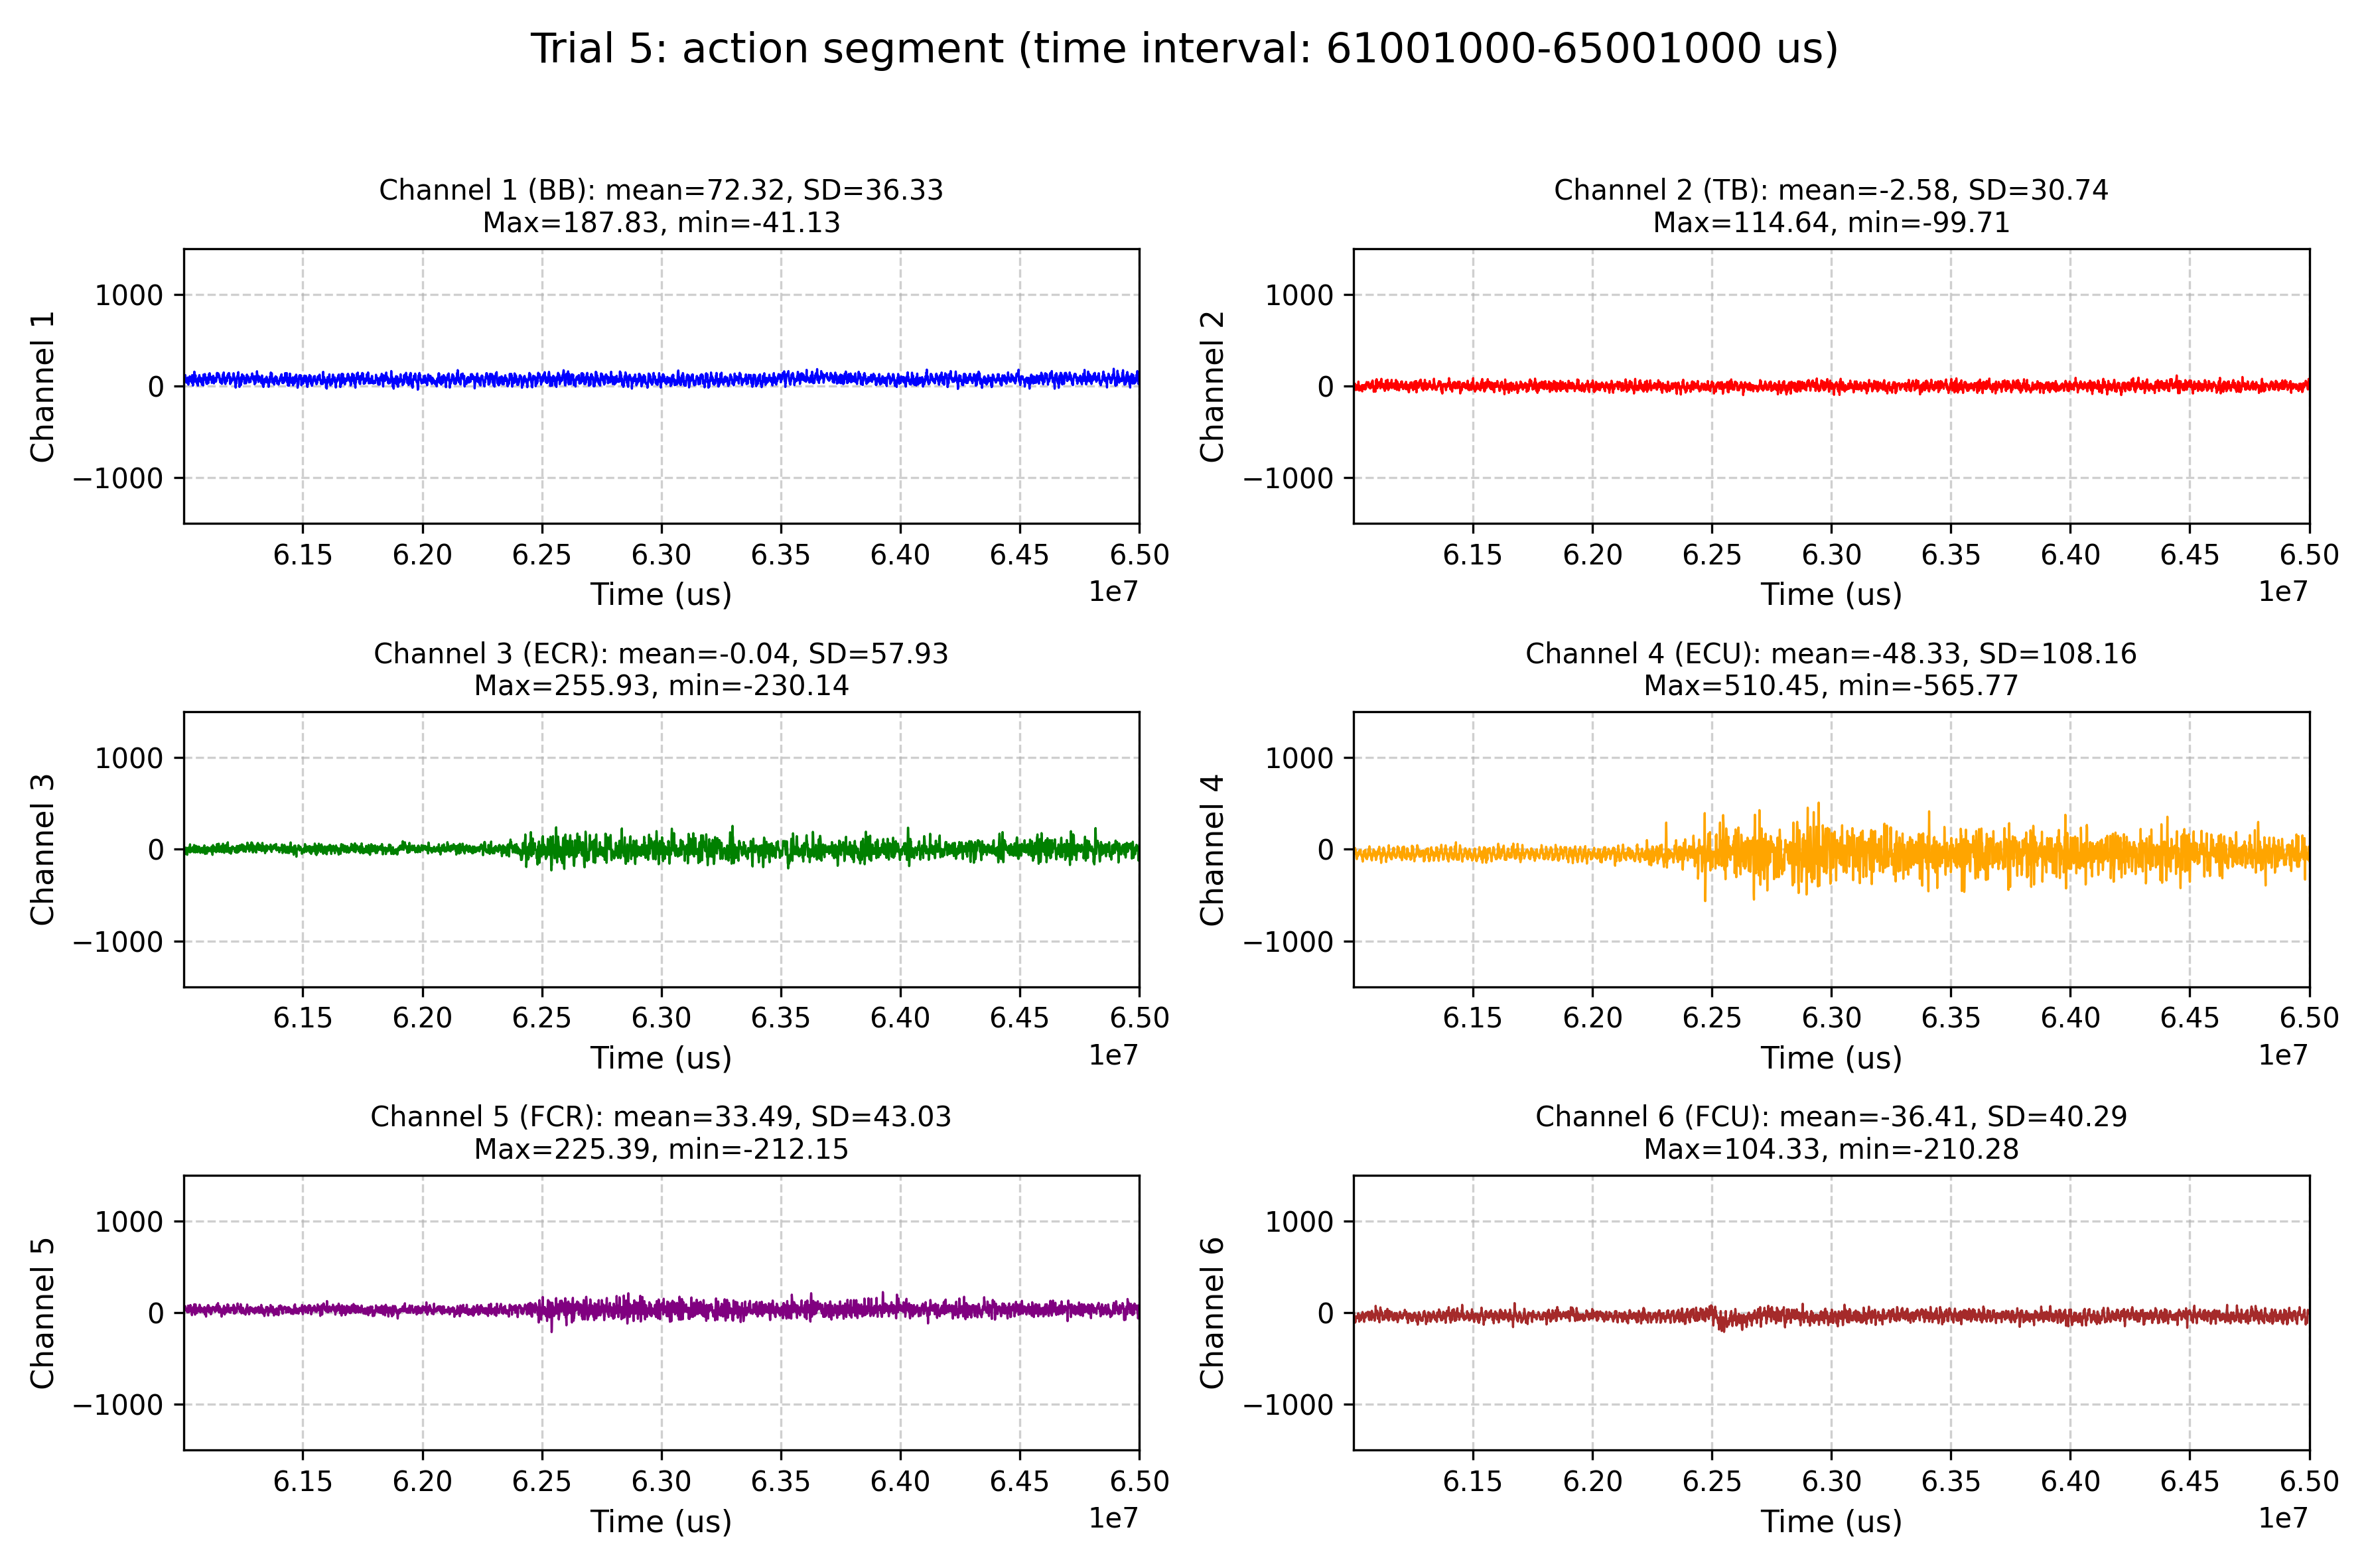 Trial 5: action segment (time interval: 61001000-65001000 us)
Channel 1 (BB): mean=72.32, SD=36.33
Max=187.83, min=-41.13
Channel 1
1000
0
−1000
6.15 6.20 6.25 6.30 6.35 6.40 6.45 6.50
Time (us)
1e7
Channel 2 (TB): mean=-2.58, SD=30.74
Max=114.64, min=-99.71
Channel 2
1000
0
−1000
6.15 6.20 6.25 6.30 6.35 6.40 6.45 6.50
Time (us)
1e7
Channel 3 (ECR): mean=-0.04, SD=57.93
Max=255.93, min=-230.14
Channel 3
1000
0
−1000
6.15 6.20 6.25 6.30 6.35 6.40 6.45 6.50
Time (us)
1e7
Channel 4 (ECU): mean=-48.33, SD=108.16
Max=510.45, min=-565.77
Channel 4
1000
0
−1000
6.15 6.20 6.25 6.30 6.35 6.40 6.45 6.50
Time (us)
1e7
Channel 5 (FCR): mean=33.49, SD=43.03
Max=225.39, min=-212.15
Channel 5
1000
0
−1000
6.15 6.20 6.25 6.30 6.35 6.40 6.45 6.50
Time (us)
1e7
Channel 6 (FCU): mean=-36.41, SD=40.29
Max=104.33, min=-210.28
Channel 6
1000
0
−1000
6.15 6.20 6.25 6.30 6.35 6.40 6.45 6.50
Time (us)
1e7